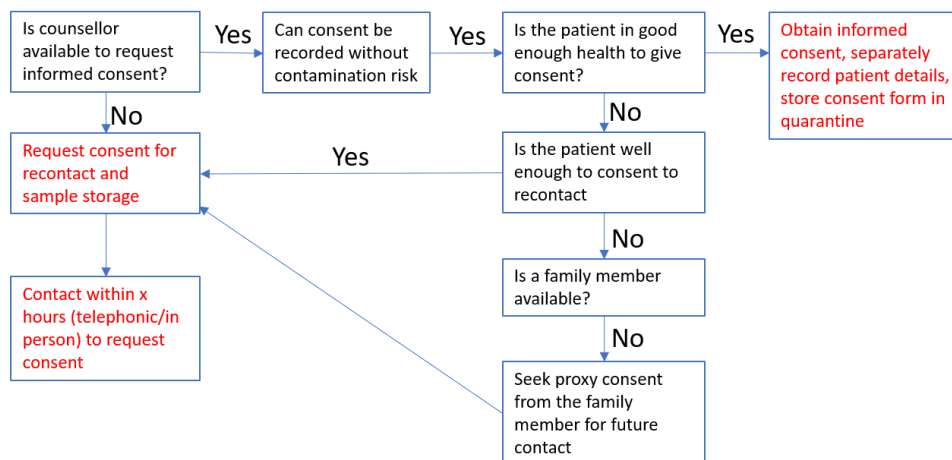 Is counsellor
available to request
informed consent?
Yes
Can consent be
recorded without
contamination risk
Yes
Is the patient in good
enough health to give
consent?
Yes
Obtain informed
consent, separately
record patient details,
store consent form in
quarantine
No
No
Request consent for
recontact and
sample storage
Yes
Is the patient well
enough to consent to
recontact
No
Contact within x
hours (telephonic/in
person) to request
consent
Is a family member
available?
No
Seek proxy consent
from the family
member for future
contact